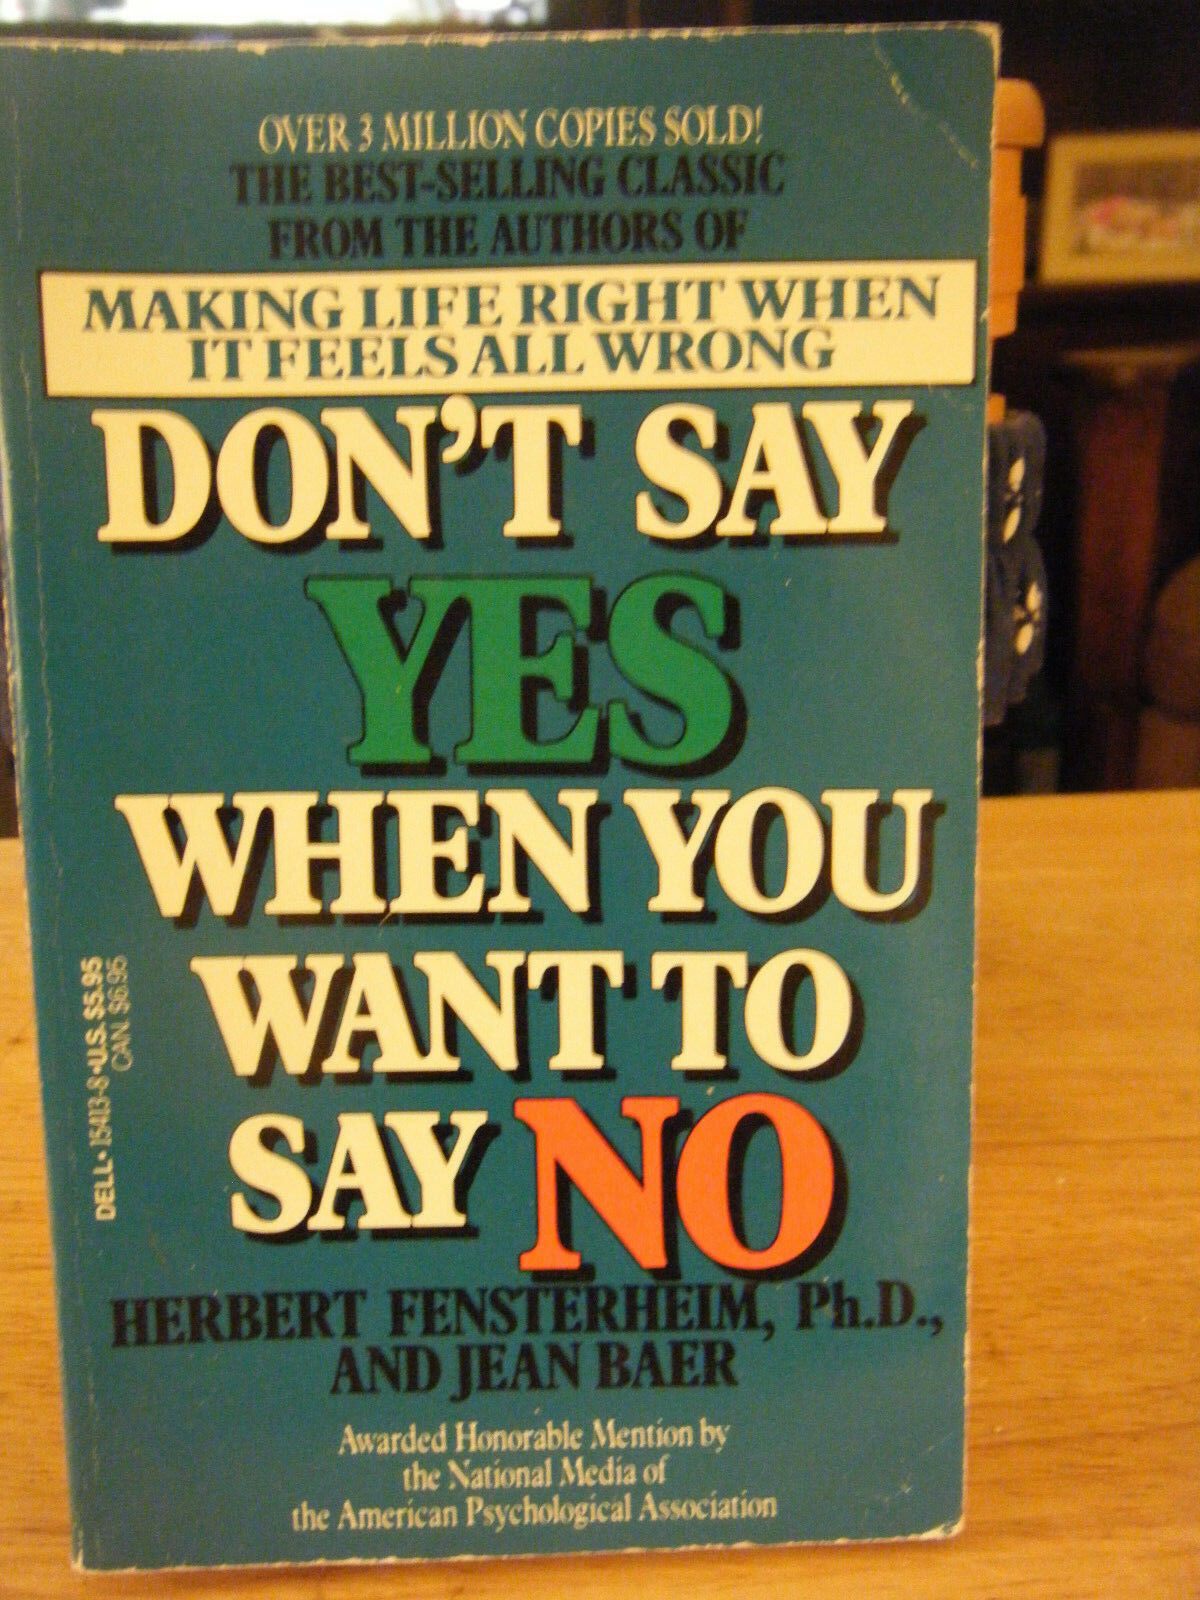 OVER 3 MILLION COPIES SOLD!
THE BEST-SELLING CLASSIC
FROM THE AUTHORS OF
MAKING LIFE RIGHT WHEN
IT FEELS ALL WRONG
DON'T SAY
YES
WHEN YOU
WANT TO
SAY NO
DELL • 15413-8 • U.S. $5.95
CAN. $6.95
HERBERT FENSTERHEIM, Ph.D.,
AND JEAN BAER
Awarded Honorable Mention by
the National Media of
the American Psychological Association